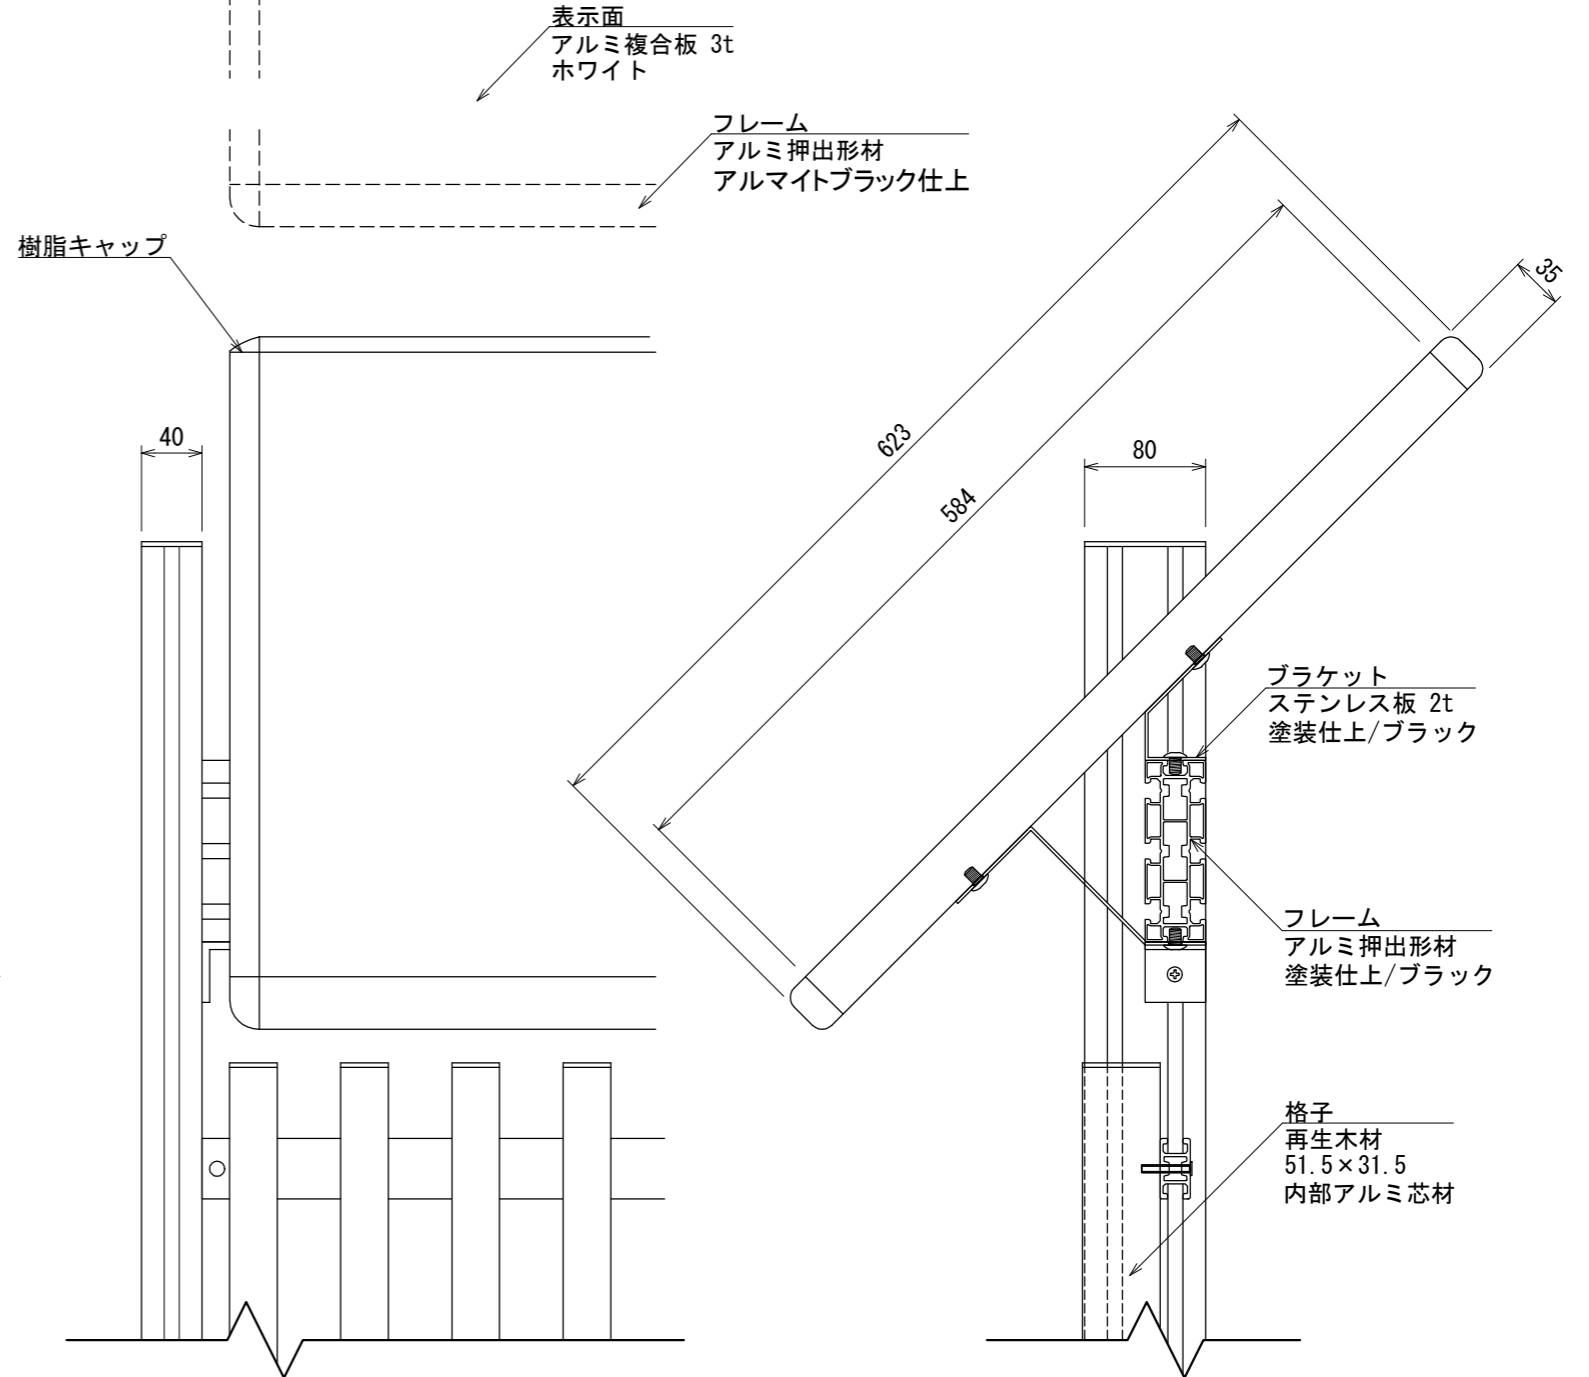 表示面
アルミ複合板 3t
ホワイト
フレーム
アルミ押出形材
アルマイトブラック仕上
樹脂キャップ
40
623
584
35
80
ブラケット
ステンレス板 2t
塗装仕上/ブラック
フレーム
アルミ押出形材
塗装仕上/ブラック
格子
再生木材
51.5×31.5
内部アルミ芯材